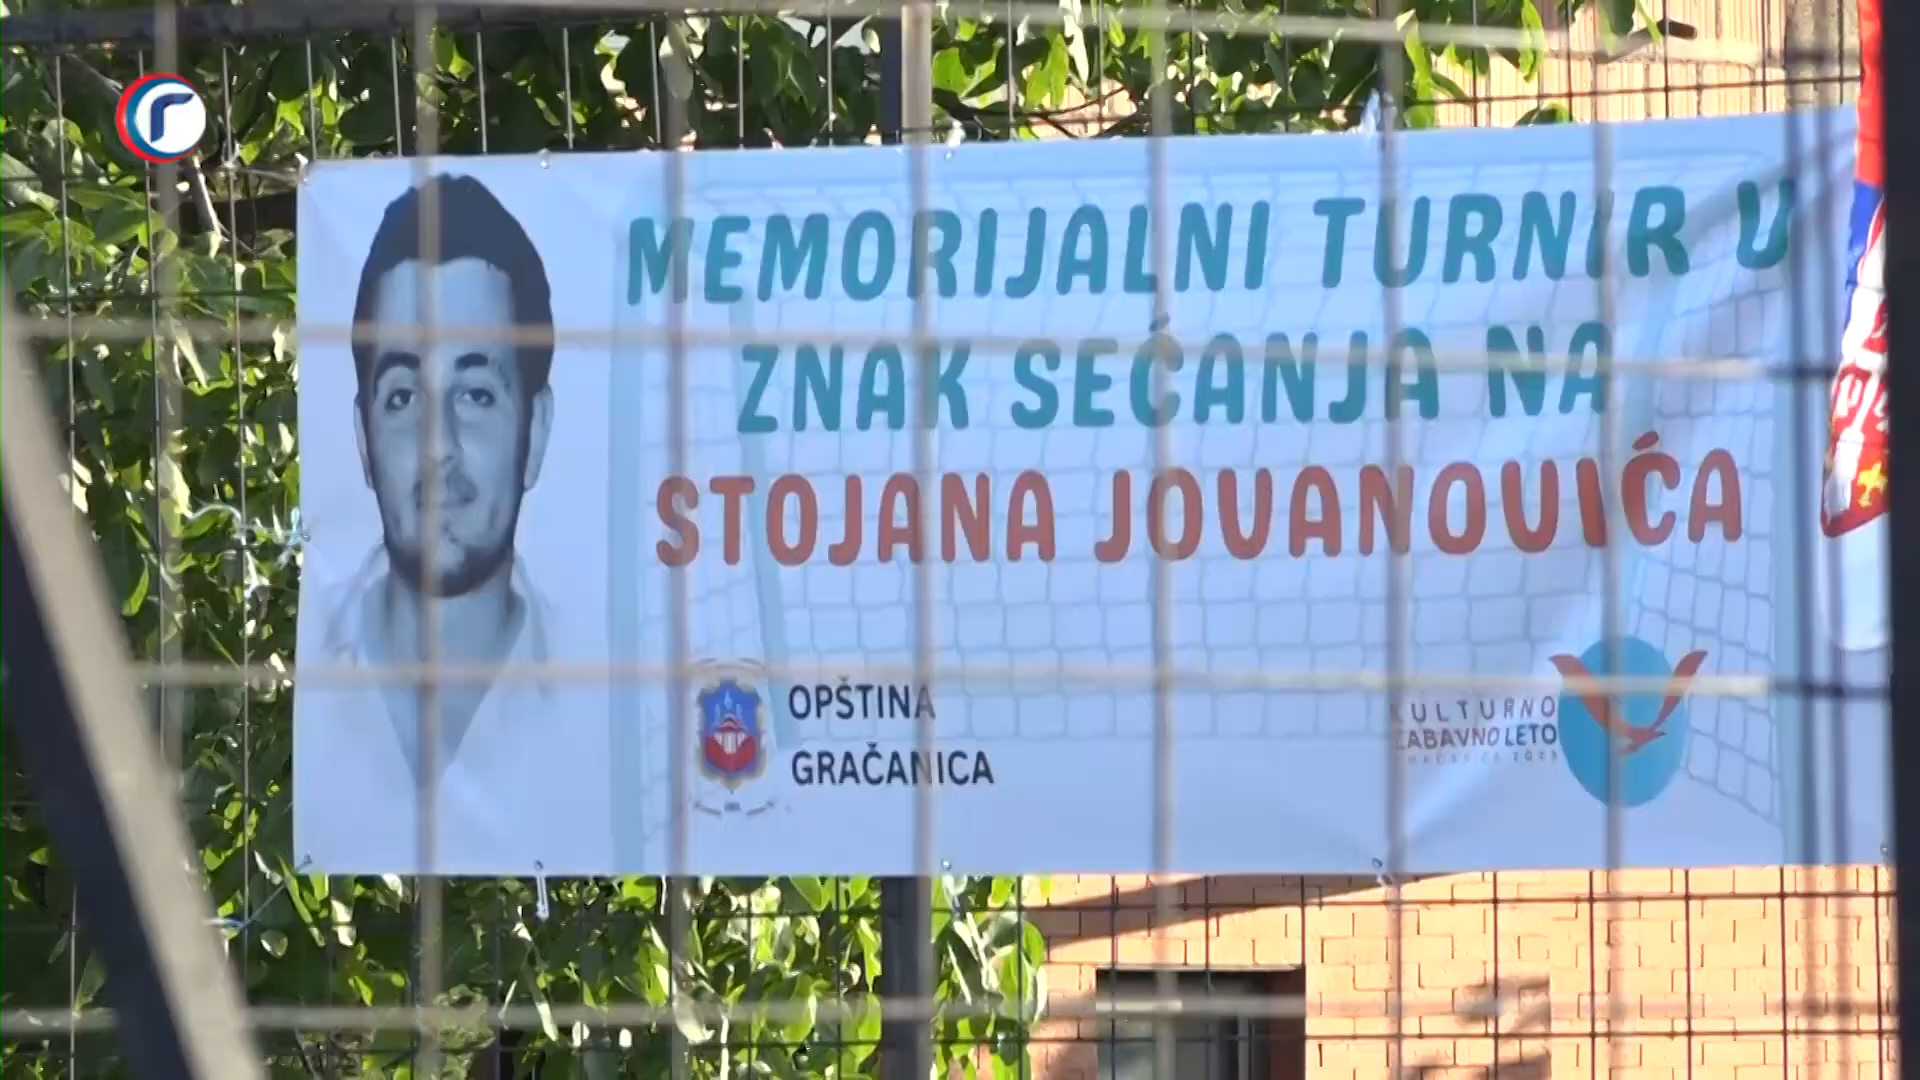 MEMORIJALNI TURNIR U
ZNAK SEĆANJA NA
STOJANA JOVANOVIĆA
OPŠTINA
GRAČANICA
KULTURNO
ZABAVNO LETO